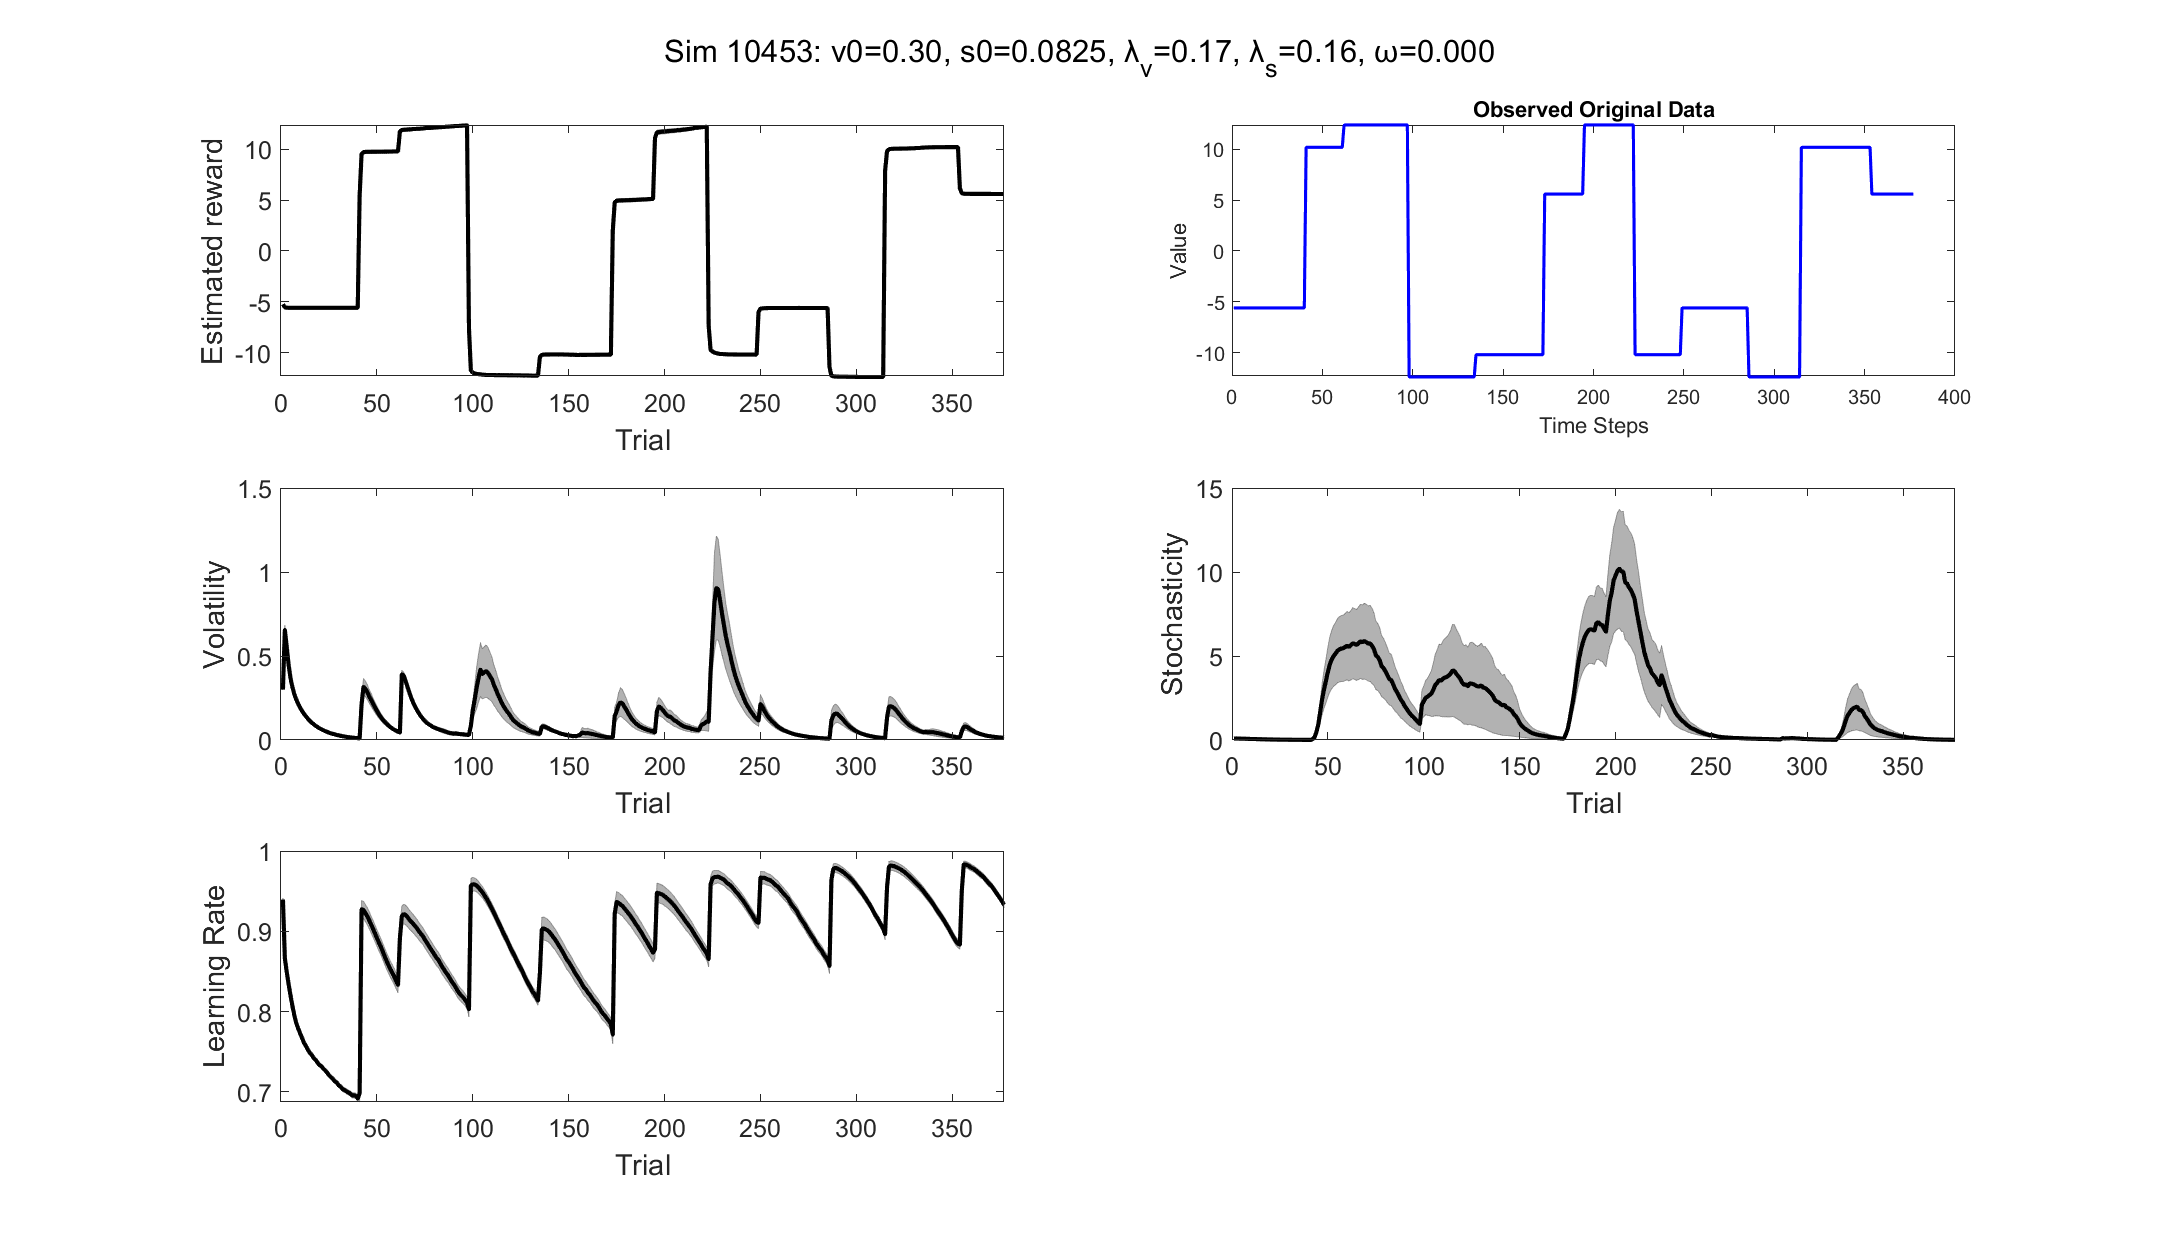 Sim 10453: v0=0.30, s0=0.0825, λ_v=0.17, λ_s=0.16, ω=0.000
Estimated reward
10
5
0
-5
-10
0 50 100 150 200 250 300 350
Trial
Observed Original Data
Value
10
5
0
-5
-10
0 50 100 150 200 250 300 350 400
Time Steps
Volatility
1.5
1
0.5
0
0 50 100 150 200 250 300 350
Trial
Stochasticity
15
10
5
0
0 50 100 150 200 250 300 350
Trial
Learning Rate
1
0.9
0.8
0.7
0 50 100 150 200 250 300 350
Trial